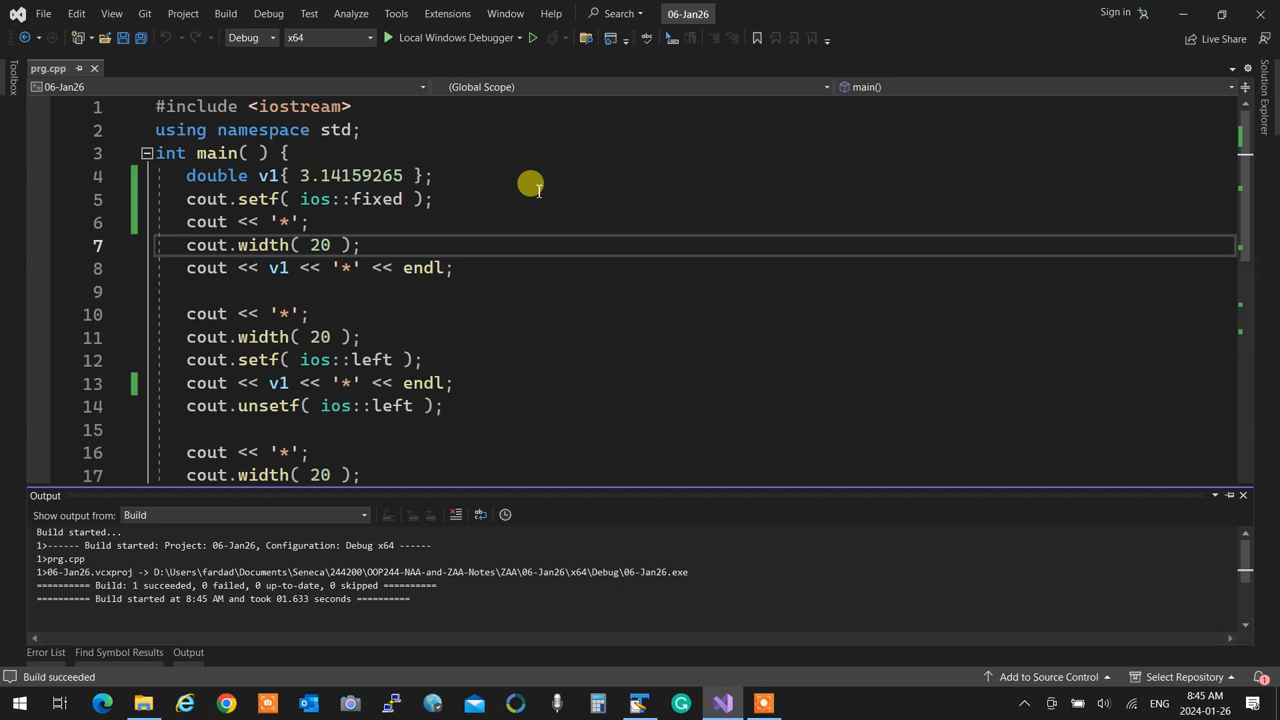 File Edit View Git Project Build Debug Test Analyze Tools Extensions Window Help Search 06-Jan26 Sign in
Debug x64 Local Windows Debugger Live Share
prg.cpp
06-Jan26 (Global Scope) main()
Toolbox
Solution Explorer
1 #include <iostream>
2 using namespace std;
3 int main( ) {
4 double v1{ 3.14159265 };
5 cout.setf( ios::fixed );
6 cout << '*';
7 cout.width( 20 );
8 cout << v1 << '*' << endl;
9
10 cout << '*';
11 cout.width( 20 );
12 cout.setf( ios::left );
13 cout << v1 << '*' << endl;
14 cout.unsetf( ios::left );
15
16 cout << '*';
17 cout.width( 20 );
Output
Show output from: Build
Build started...
1>------ Build started: Project: 06-Jan26, Configuration: Debug x64 ------
1>prg.cpp
1>06-Jan26.vcxproj -> D:\Users\fardad\Documents\Seneca\244200\OOP244-NAA-and-ZAA-Notes\ZAA\06-Jan26\x64\Debug\06-Jan26.exe
========== Build: 1 succeeded, 0 failed, 0 up-to-date, 0 skipped ==========
========== Build started at 8:45 AM and took 01.633 seconds ==========
Error List Find Symbol Results Output
Build succeeded Add to Source Control Select Repository 1
ENG 8:45 AM
2024-01-26